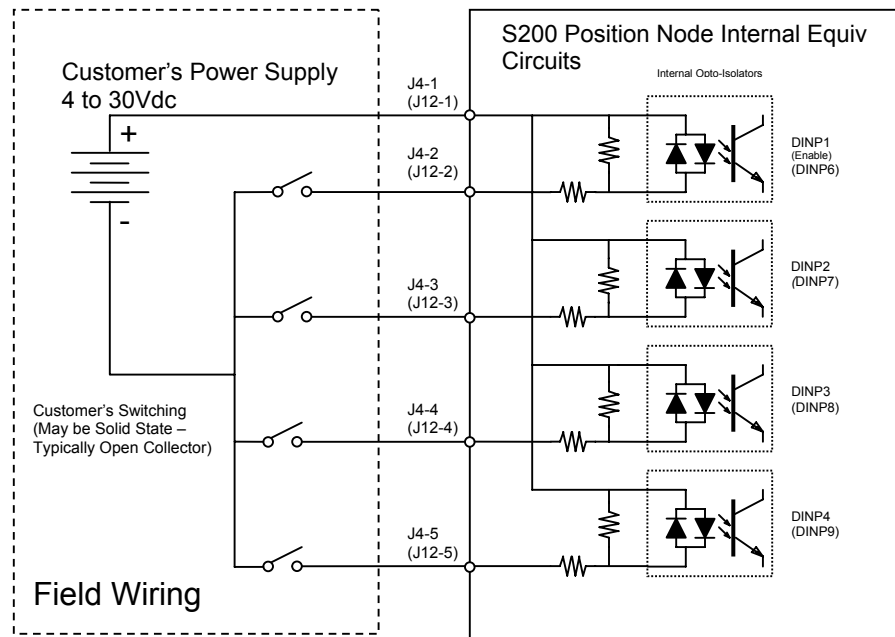 S200 Position Node Internal Equiv
Circuits
Internal Opto-Isolators
Customer’s Power Supply
4 to 30Vdc
+
-
J4-1
(J12-1)
J4-2
(J12-2)
DINP1
(Enable)
(DINP6)
J4-3
(J12-3)
DINP2
(DINP7)
J4-4
(J12-4)
DINP3
(DINP8)
Customer’s Switching
(May be Solid State –
Typically Open Collector)
J4-5
(J12-5)
DINP4
(DINP9)
Field Wiring